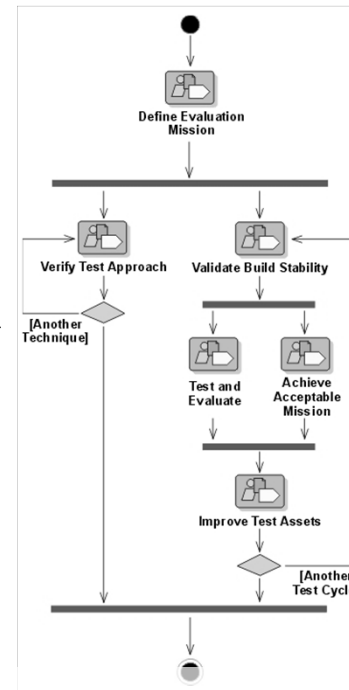 Define Evaluation
Mission
Verify Test Approach
Validate Build Stability
[Another
Technique]
Test and
Evaluate
Achieve
Acceptable
Mission
Improve Test Assets
[Another
Test Cycl